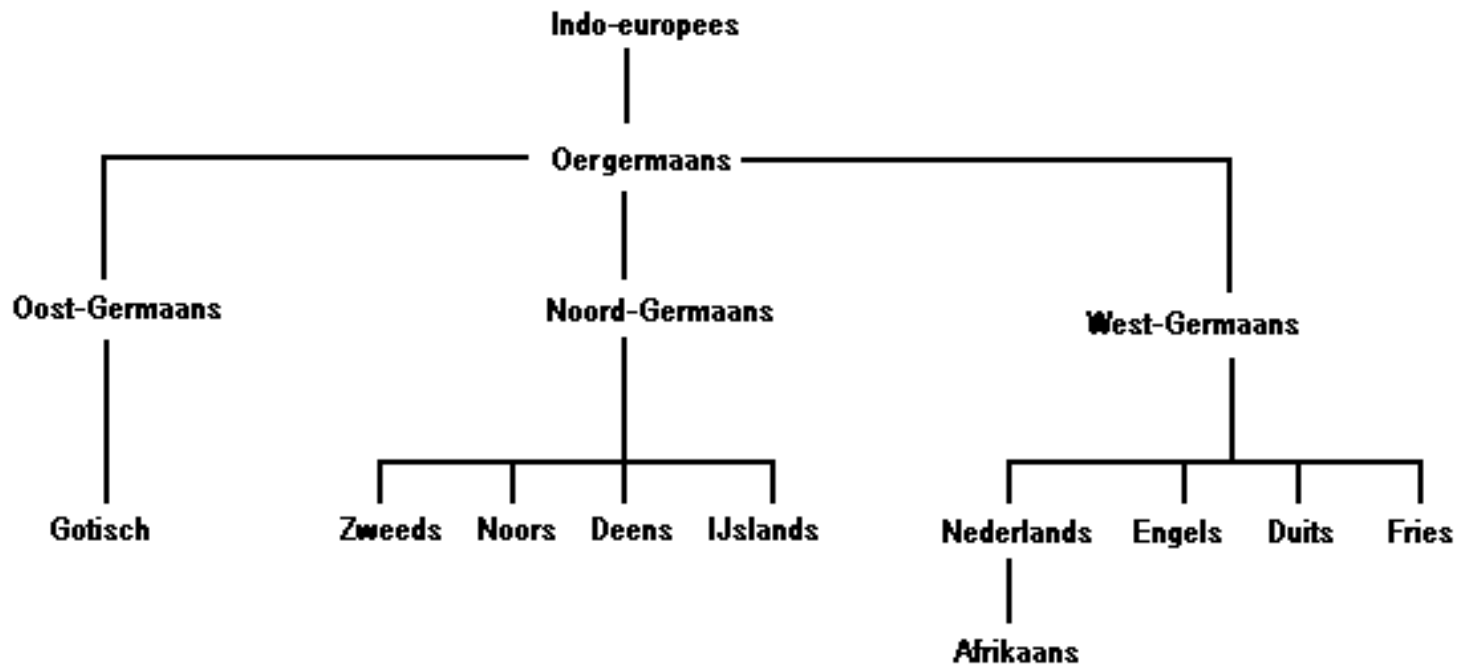 Indo-europees
Oergermaans
Oost-Germaans
Noord-Germaans
West-Germaans
Gotisch
Zweeds
Noors
Deens
IJslands
Nederlands
Engels
Duits
Fries
Afrikaans